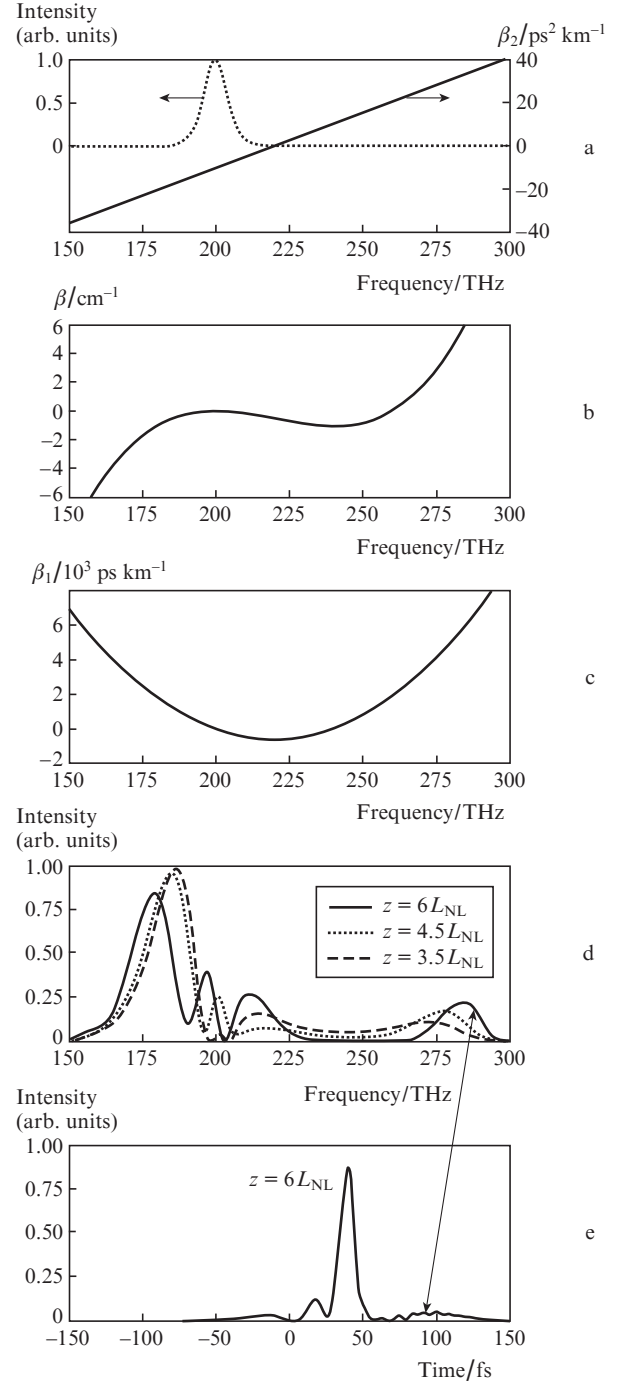 Intensity
(arb. units)
β₂/ps² km⁻¹
1.0
0.5
0
40
20
0
−20
−40
a
150 175 200 225 250 275 300
Frequency/THz
β/cm⁻¹
6
4
2
0
−2
−4
−6
b
150 175 200 225 250 275 300
Frequency/THz
β₁/10³ ps km⁻¹
6
4
2
0
−2
c
150 175 200 225 250 275 300
Frequency/THz
Intensity
(arb. units)
1.00
0.75
0.50
0.25
0
z = 6L_NL
z = 4.5L_NL
z = 3.5L_NL
d
150 175 200 225 250 275 300
Frequency/THz
Intensity
(arb. units)
1.00
0.75
0.50
0.25
0
z = 6L_NL
e
−150 −100 −50 0 50 100 150
Time/fs